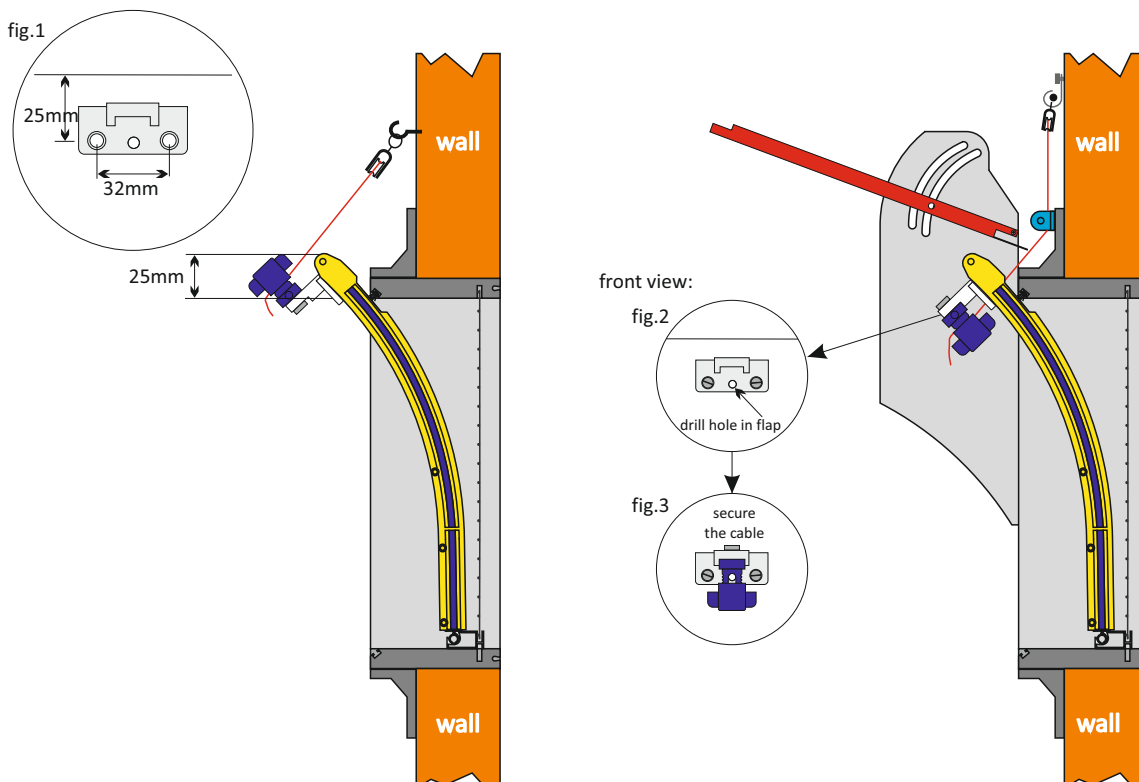 fig.1
25mm
32mm
wall
25mm
wall
wall
front view:
fig.2
drill hole in flap
fig.3
secure
the cable
wall